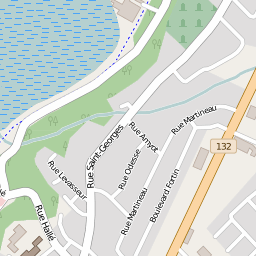 Rue Martineau
Rue Amyot
Rue Saint-Georges
132
Rue Odesse
Rue Levasseur
Boulevard Fortin
Rue Martineau
Rue Hallé